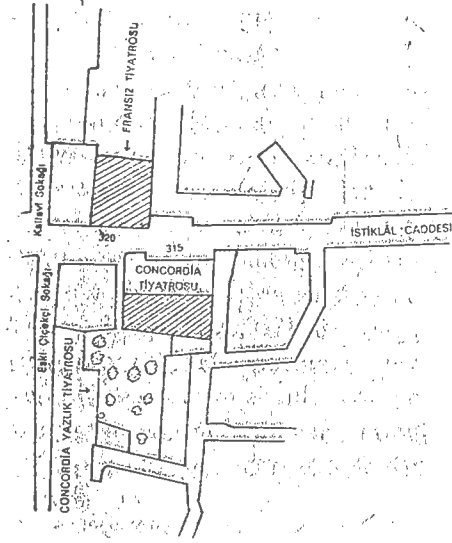 FRANSIZ TİYATROSU
Kallavi Sokağı
320
315
İSTİKLÂL CADDESİ
CONCORDİA
TİYATROSU
Eski Çiçekçi Sokağı
CONCORDİA YAZLIK TİYATROSU